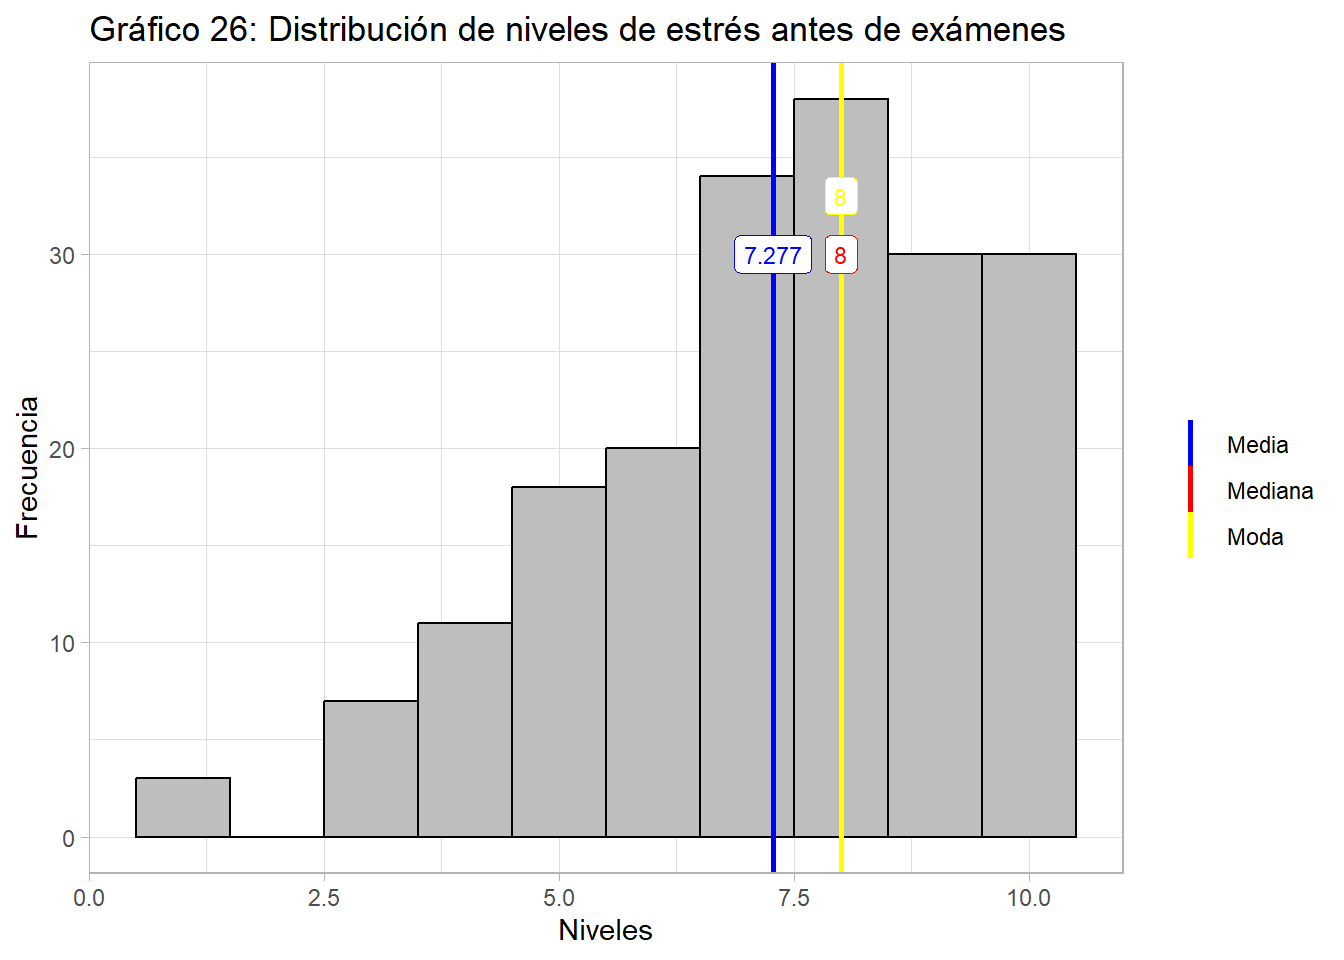 Gráfico 26: Distribución de niveles de estrés antes de exámenes
8
7.277
8
30
20
10
0
Frecuencia
0.0
2.5
5.0
7.5
10.0
Niveles
Media
Mediana
Moda